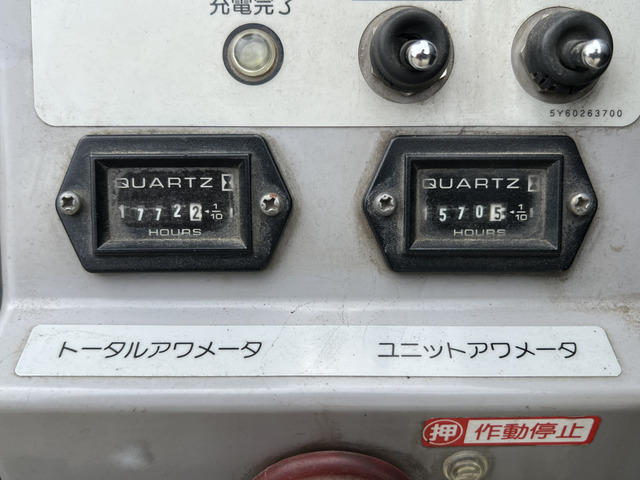 充電完了
5Y60263700
QUARTZ
1772 2 1/10
HOURS
QUARTZ
1570 5 1/10
HOURS
トータルアワメータ
ユニットアワメータ
押 作動停止